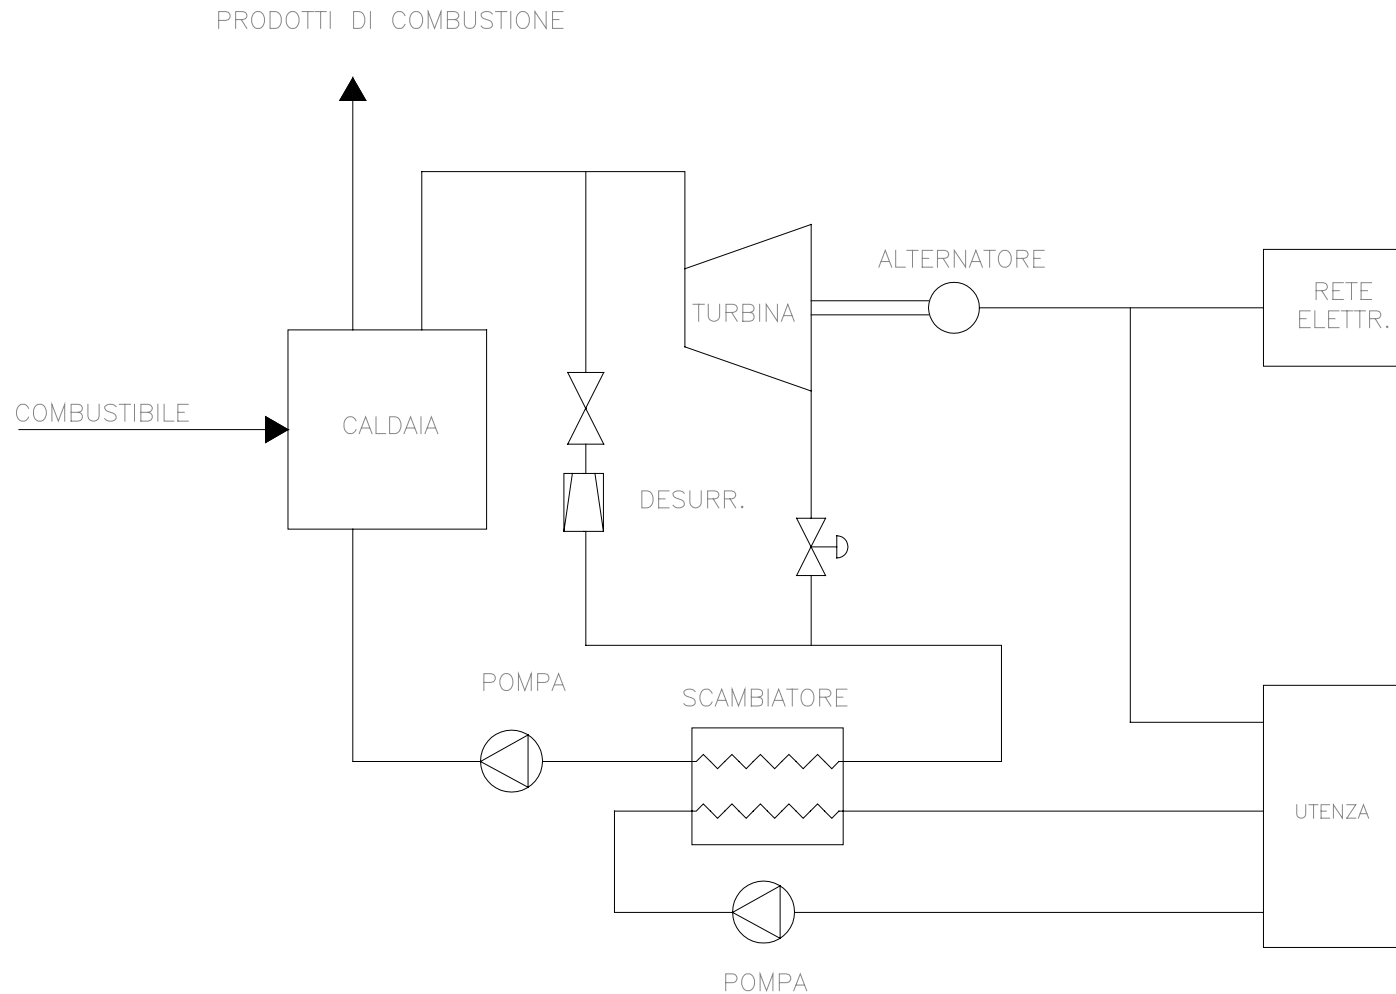 PRODOTTI DI COMBUSTIONE
ALTERNATORE
RETE
ELETTR.
TURBINA
COMBUSTIBILE
CALDAIA
DESURR.
POMPA
SCAMBIATORE
UTENZA
POMPA